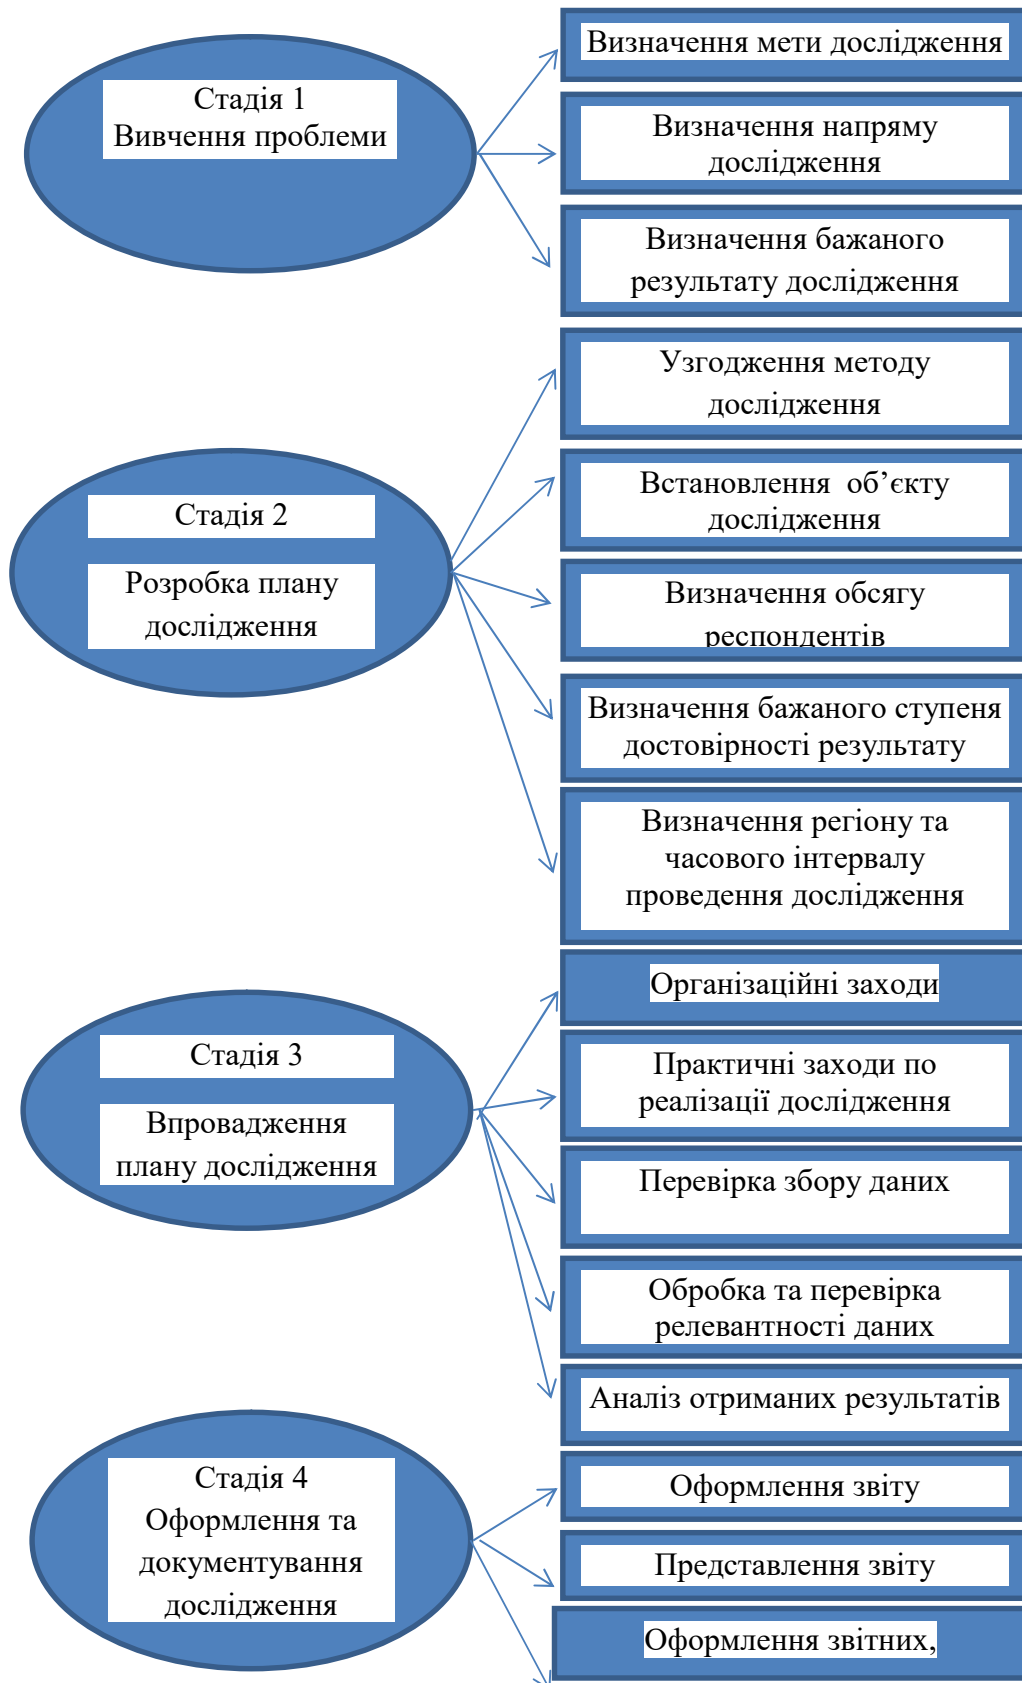 Стадія 1
Вивчення проблеми
Визначення мети дослідження
Визначення напряму
дослідження
Визначення бажаного
результату дослідження
Стадія 2
Розробка плану
дослідження
Узгодження методу
дослідження
Встановлення об’єкту
дослідження
Визначення обсягу
респондентів
Визначення бажаного ступеня
достовірності результату
Визначення регіону та
часового інтервалу
проведення дослідження
Стадія 3
Впровадження
плану дослідження
Організаційні заходи
Практичні заходи по
реалізації дослідження
Перевірка збору даних
Обробка та перевірка
релевантності даних
Аналіз отриманих результатів
Стадія 4
Оформлення та
документування
дослідження
Оформлення звіту
Представлення звіту
Оформлення звітних,